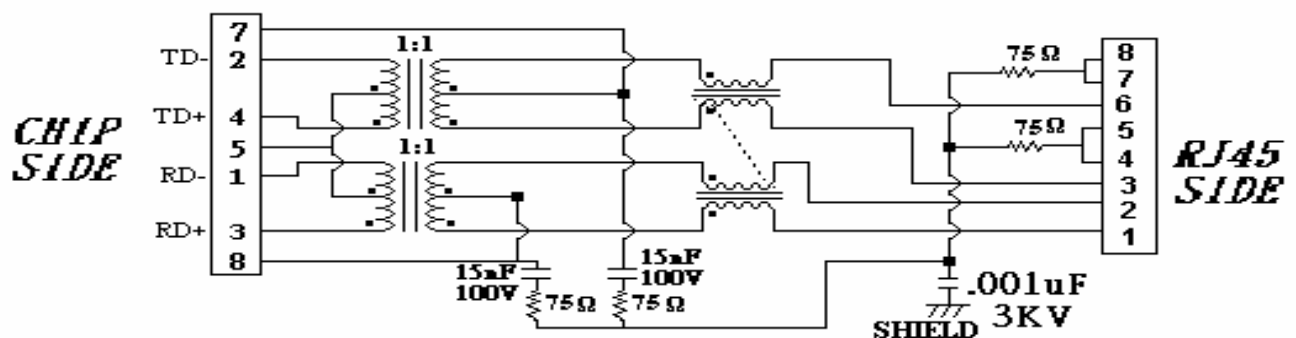 7
TD- 2
1:1
TD+ 4
CHIP SIDE
5
1:1
RD- 1
RD+ 3
8
15nF
100V
75Ω
15nF
100V
75Ω
75Ω
75Ω
8
7
6
5
4
3
2
1
RJ45
SIDE
.001uF
3KV
SHIELD